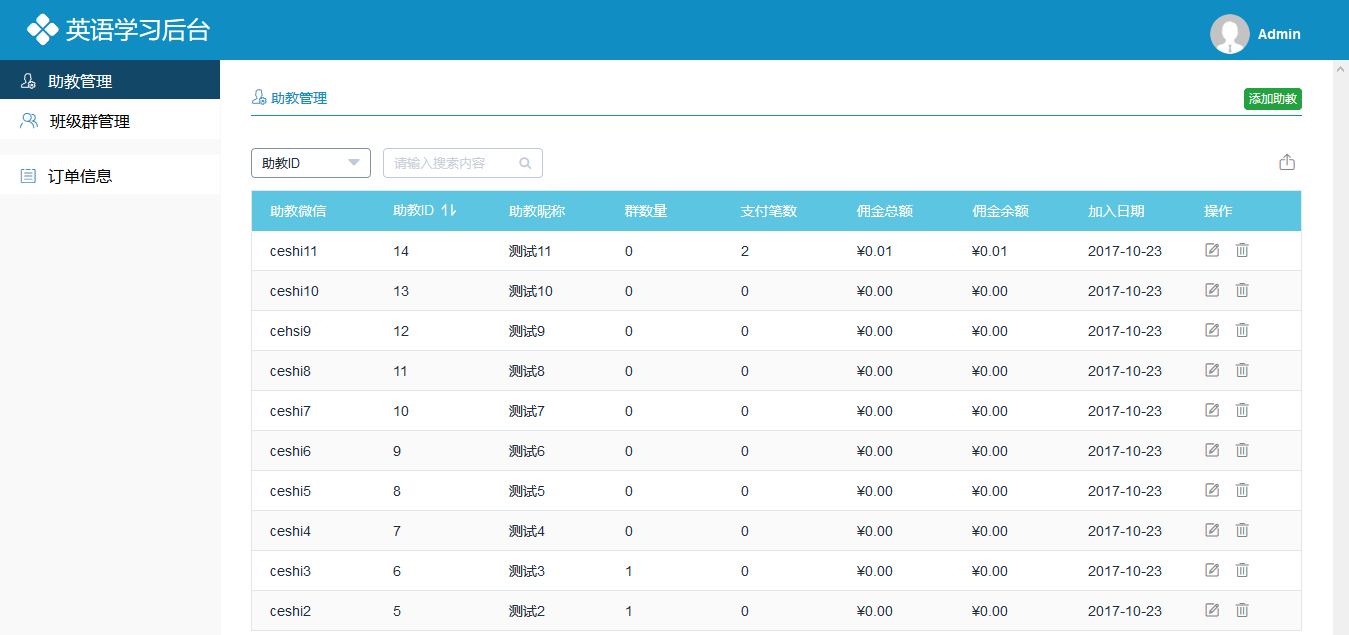 英语学习后台
Admin
助教管理
班级群管理
订单信息
助教管理
添加助教
助教ID
请输入搜索内容
助教微信 助教ID 助教昵称 群数量 支付笔数 佣金总额 佣金余额 加入日期 操作
ceshi11 14 测试11 0 2 ¥0.01 ¥0.01 2017-10-23
ceshi10 13 测试10 0 0 ¥0.00 ¥0.00 2017-10-23
cehsi9 12 测试9 0 0 ¥0.00 ¥0.00 2017-10-23
ceshi8 11 测试8 0 0 ¥0.00 ¥0.00 2017-10-23
ceshi7 10 测试7 0 0 ¥0.00 ¥0.00 2017-10-23
ceshi6 9 测试6 0 0 ¥0.00 ¥0.00 2017-10-23
ceshi5 8 测试5 0 0 ¥0.00 ¥0.00 2017-10-23
ceshi4 7 测试4 0 0 ¥0.00 ¥0.00 2017-10-23
ceshi3 6 测试3 1 0 ¥0.00 ¥0.00 2017-10-23
ceshi2 5 测试2 1 0 ¥0.00 ¥0.00 2017-10-23